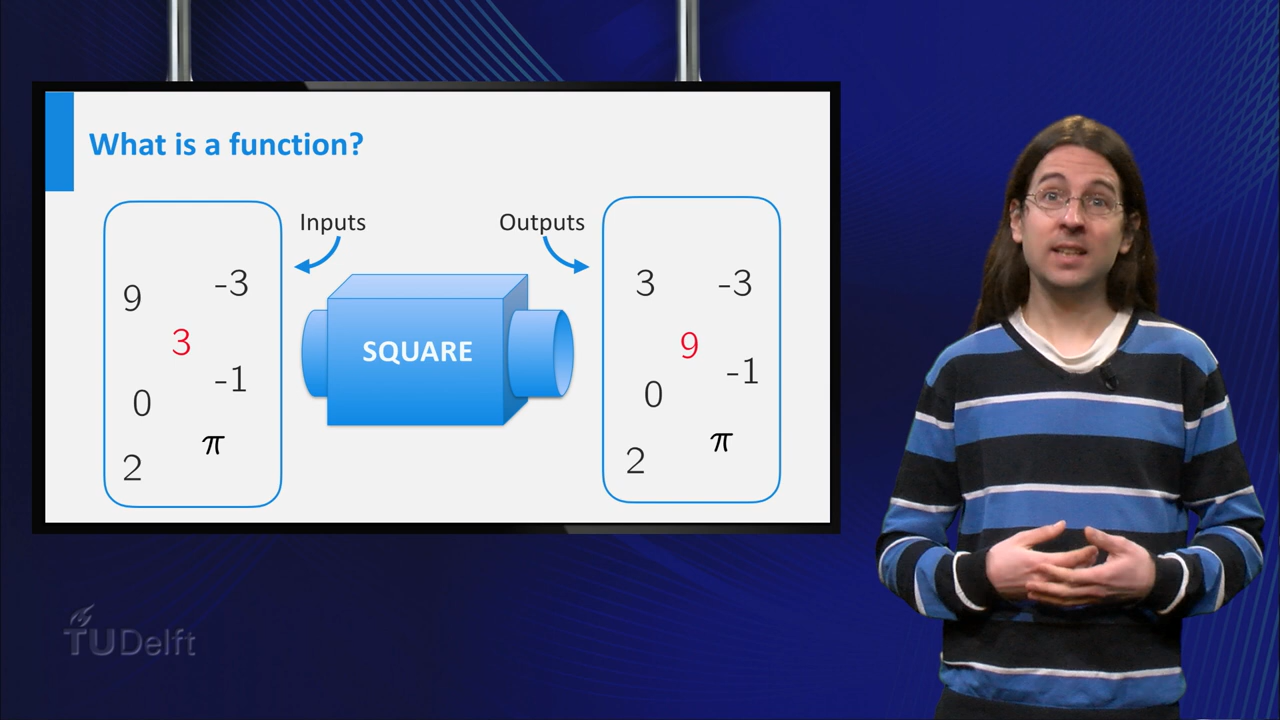 What is a function?
Inputs
Outputs
9
-3
3
-1
0
π
2
SQUARE
3
-3
9
-1
0
π
2
TUDelft